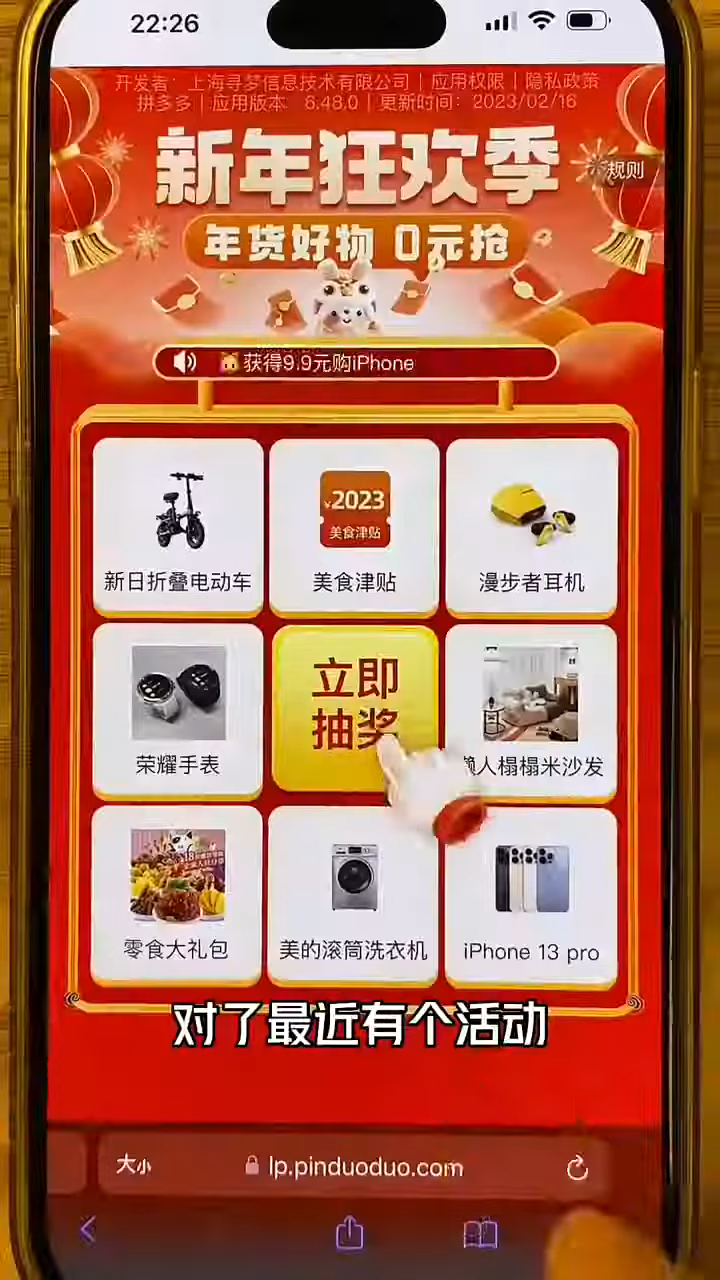 22:26
开发者：上海寻梦信息技术有限公司｜应用权限｜隐私政策
拼多多｜应用版本：6.48.0｜更新时间：2023/02/16
新年狂欢季
规则
年货好物 0元抢
获得9.9元购iPhone
¥2023
美食津贴
新日折叠电动车
美食津贴
漫步者耳机
立即
抽奖
荣耀手表
懒人榻榻米沙发
零食大礼包
美的滚筒洗衣机
iPhone 13 pro
对了最近有个活动
大小
lp.pinduoduo.com